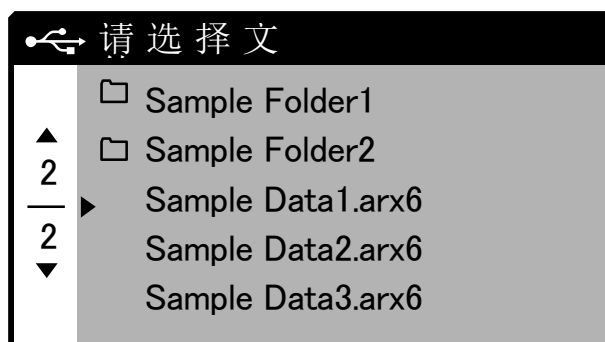 请选择文
Sample Folder1
Sample Folder2
Sample Data1.arx6
Sample Data2.arx6
Sample Data3.arx6
2
2